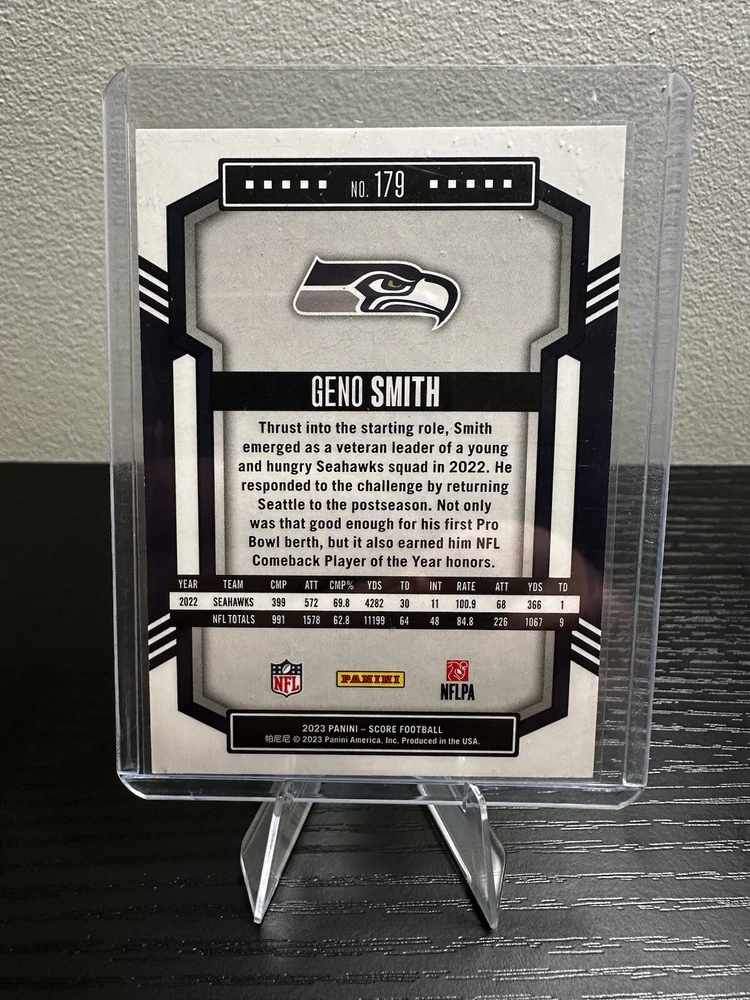 NO. 179
GENO SMITH
Thrust into the starting role, Smith
emerged as a veteran leader of a young
and hungry Seahawks squad in 2022. He
responded to the challenge by returning
Seattle to the postseason. Not only
was that good enough for his first Pro
Bowl berth, but it also earned him NFL
Comeback Player of the Year honors.
YEAR TEAM CMP ATT CMP% YDS TD INT RATE ATT YDS TD
2022 SEAHAWKS 399 572 69.8 4282 30 11 100.9 68 366 1
NFL TOTALS 991 1578 62.8 11199 64 48 84.8 226 1067 9
NFL PANINI NFLPA
2023 PANINI – SCORE FOOTBALL
帕尼尼 © 2023 Panini America, Inc. Produced in the USA.